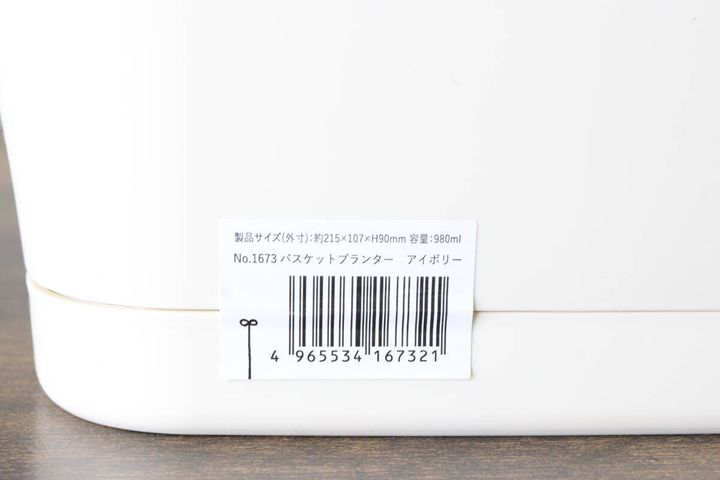 製品サイズ(外寸):約215×107×H90mm 容量:980ml
No.1673 バスケットプランター　アイボリー
4 965534 167321